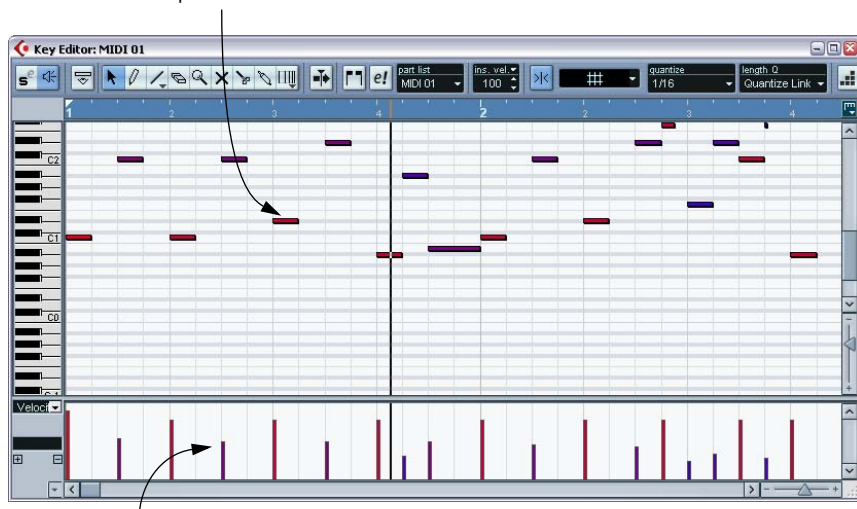 Key Editor: MIDI 01
part list
MIDI 01
ins. vel.
100
quantize
1/16
length Q
Quantize Link
1 2 3 4 2 2 3 4
C2
C1
C0
Veloci